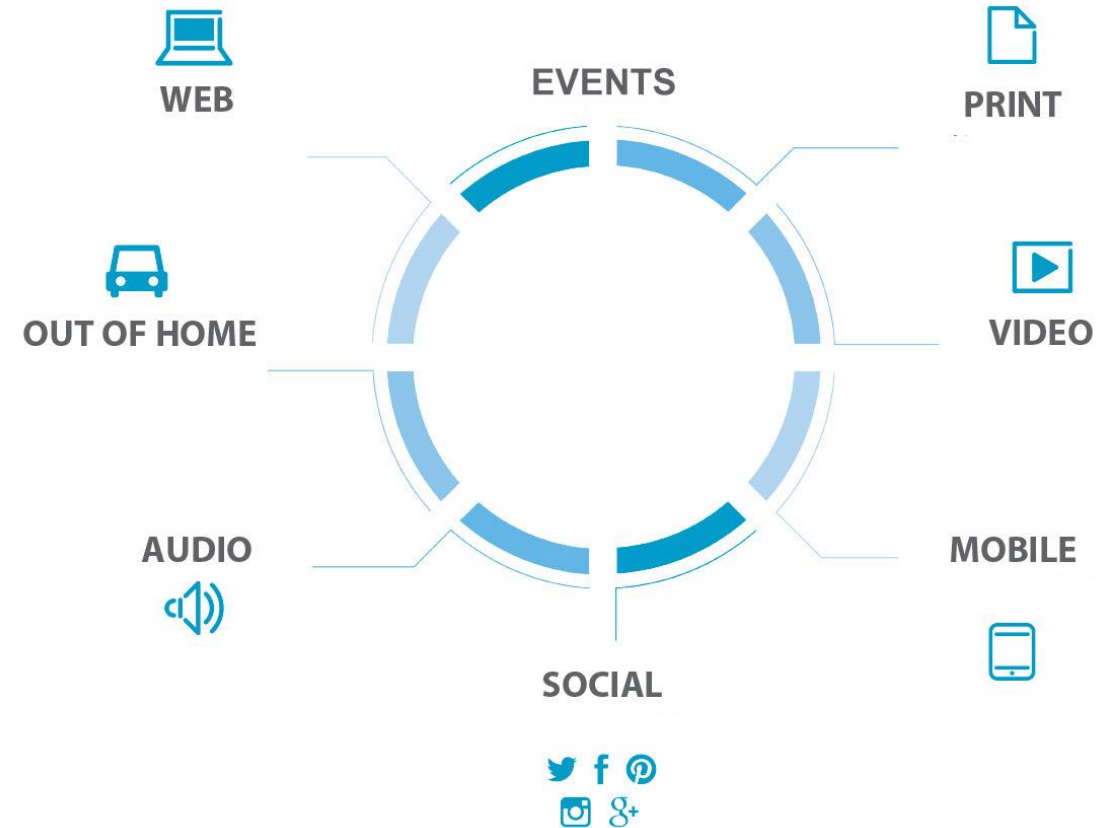 EVENTS
WEB
PRINT
OUT OF HOME
VIDEO
AUDIO
MOBILE
SOCIAL
g+